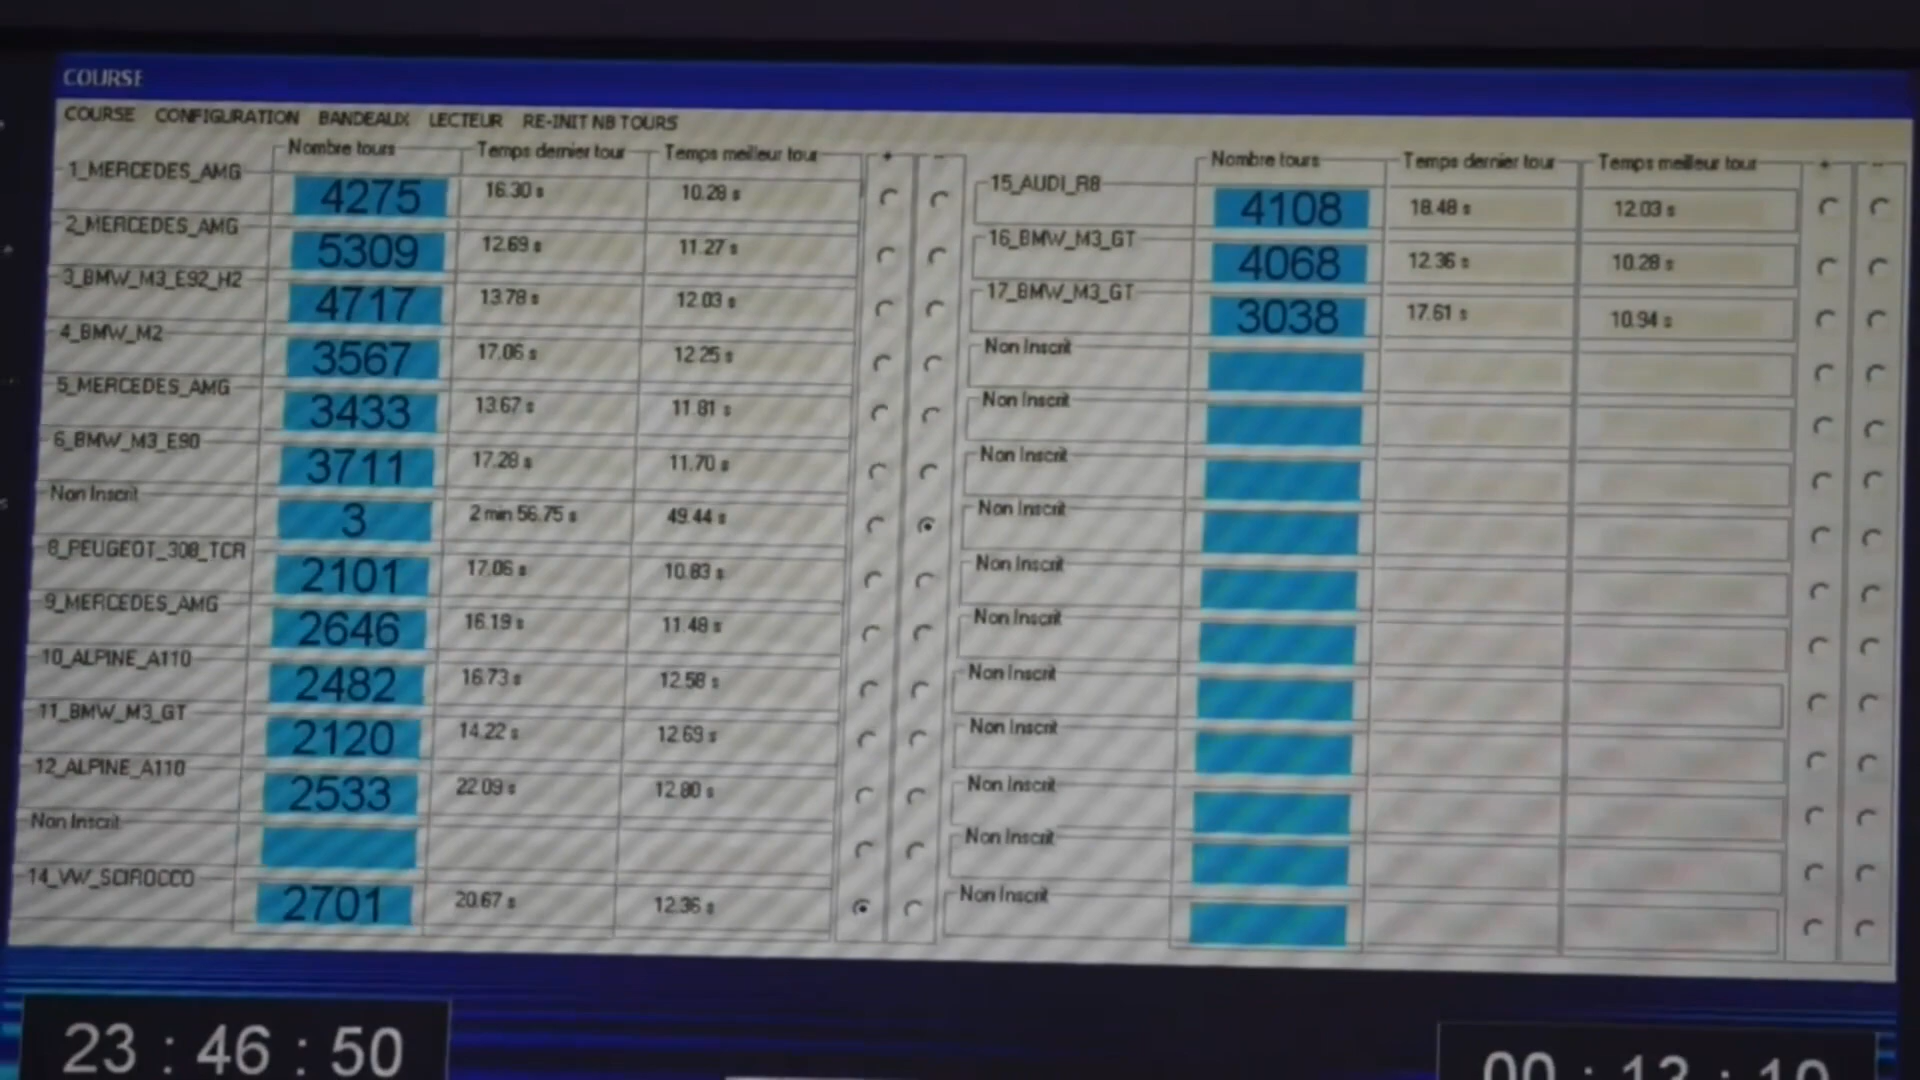 COURSE
COURSE CONFIGURATION BANDEAUX LECTEUR RE-INIT NB TOURS
Nombre tours Temps dernier tour Temps meilleur tour + -
1_MERCEDES_AMG 4275 16.30 s 10.28 s
2_MERCEDES_AMG 5309 12.69 s 11.27 s
3_BMW_M3_E92_H2 4717 13.78 s 12.03 s
4_BMW_M2 3567 17.06 s 12.25 s
5_MERCEDES_AMG 3433 13.67 s 11.81 s
6_BMW_M3_E90 3711 17.28 s 11.70 s
Non Inscrit 3 2 min 56.75 s 49.44 s
8_PEUGEOT_308_TCR 2101 17.06 s 10.83 s
9_MERCEDES_AMG 2646 16.19 s 11.48 s
10_ALPINE_A110 2482 16.73 s 12.58 s
11_BMW_M3_GT 2120 14.22 s 12.69 s
12_ALPINE_A110 2533 22.09 s 12.80 s
Non Inscrit
14_VW_SCIROCCO 2701 20.67 s 12.36 s
Nombre tours Temps dernier tour Temps meilleur tour + -
15_AUDI_R8 4108 18.48 s 12.03 s
16_BMW_M3_GT 4068 12.36 s 10.28 s
17_BMW_M3_GT 3038 17.61 s 10.94 s
Non Inscrit
Non Inscrit
Non Inscrit
Non Inscrit
Non Inscrit
Non Inscrit
Non Inscrit
Non Inscrit
Non Inscrit
Non Inscrit
Non Inscrit
23 : 46 : 50
00 : 13 : 10